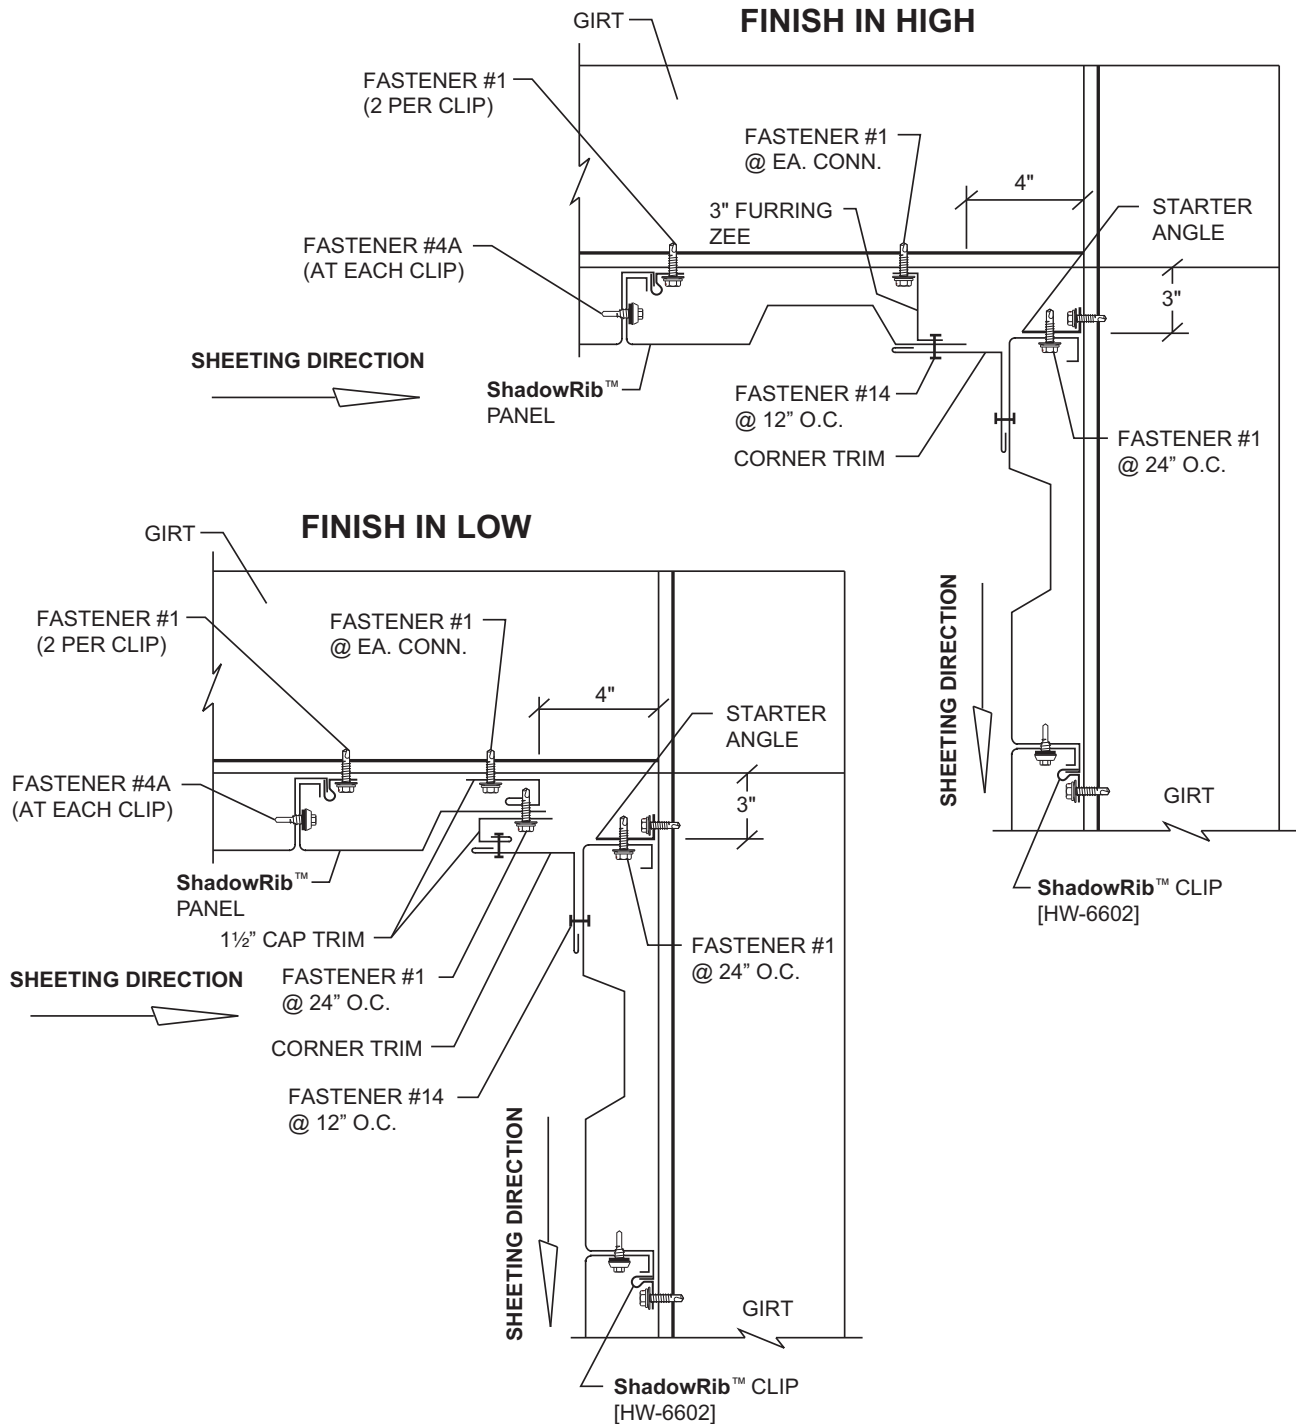 FINISH IN HIGH
GIRT
FASTENER #1
(2 PER CLIP)
FASTENER #1
@ EA. CONN.
4"
3" FURRING
ZEE
STARTER
ANGLE
FASTENER #4A
(AT EACH CLIP)
3"
SHEETING DIRECTION
ShadowRib™
PANEL
FASTENER #14
@ 12” O.C.
CORNER TRIM
FASTENER #1
@ 24” O.C.
SHEETING DIRECTION
GIRT
ShadowRib™ CLIP
[HW-6602]
FINISH IN LOW
GIRT
FASTENER #1
(2 PER CLIP)
FASTENER #1
@ EA. CONN.
4"
STARTER
ANGLE
FASTENER #4A
(AT EACH CLIP)
3"
ShadowRib™
PANEL
1½” CAP TRIM
SHEETING DIRECTION
FASTENER #1
@ 24” O.C.
FASTENER #1
@ 24” O.C.
CORNER TRIM
FASTENER #14
@ 12” O.C.
SHEETING DIRECTION
GIRT
ShadowRib™ CLIP
[HW-6602]